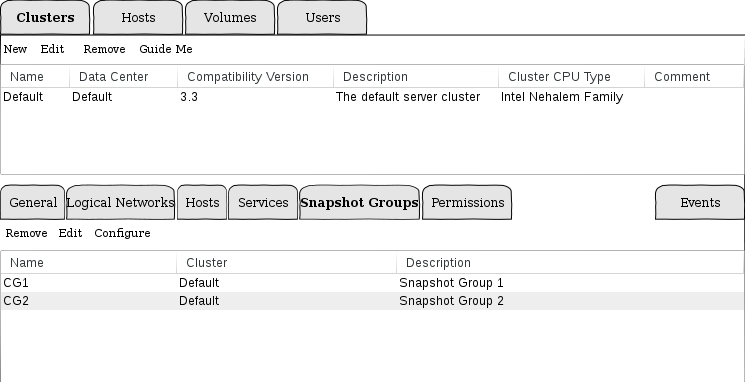 Clusters Hosts Volumes Users
New Edit Remove Guide Me
Name Data Center Compatibility Version Description Cluster CPU Type Comment
Default Default 3.3 The default server cluster Intel Nehalem Family
General Logical Networks Hosts Services Snapshot Groups Permissions Events
Remove Edit Configure
Name Cluster Description
CG1 Default Snapshot Group 1
CG2 Default Snapshot Group 2